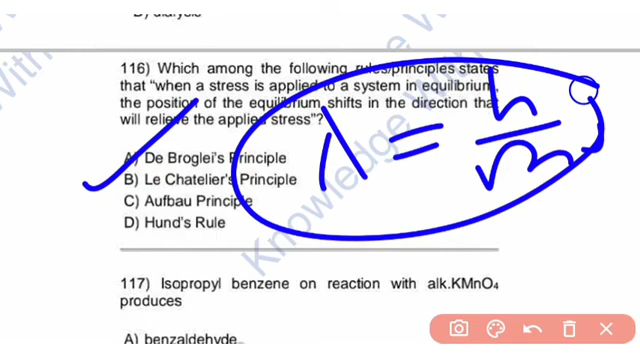 116) Which among the following rules/principles states
that “when a stress is applied to a system in equilibrium,
the position of the equilibrium shifts in the direction that
will relieve the applied stress”?
A) De Broglei's Principle
B) Le Chatelier's Principle
C) Aufbau Principle
D) Hund's Rule
λ = h
Knowledge With
117) Isopropyl benzene on reaction with alk.KMnO₄
produces
A) benzaldehyde